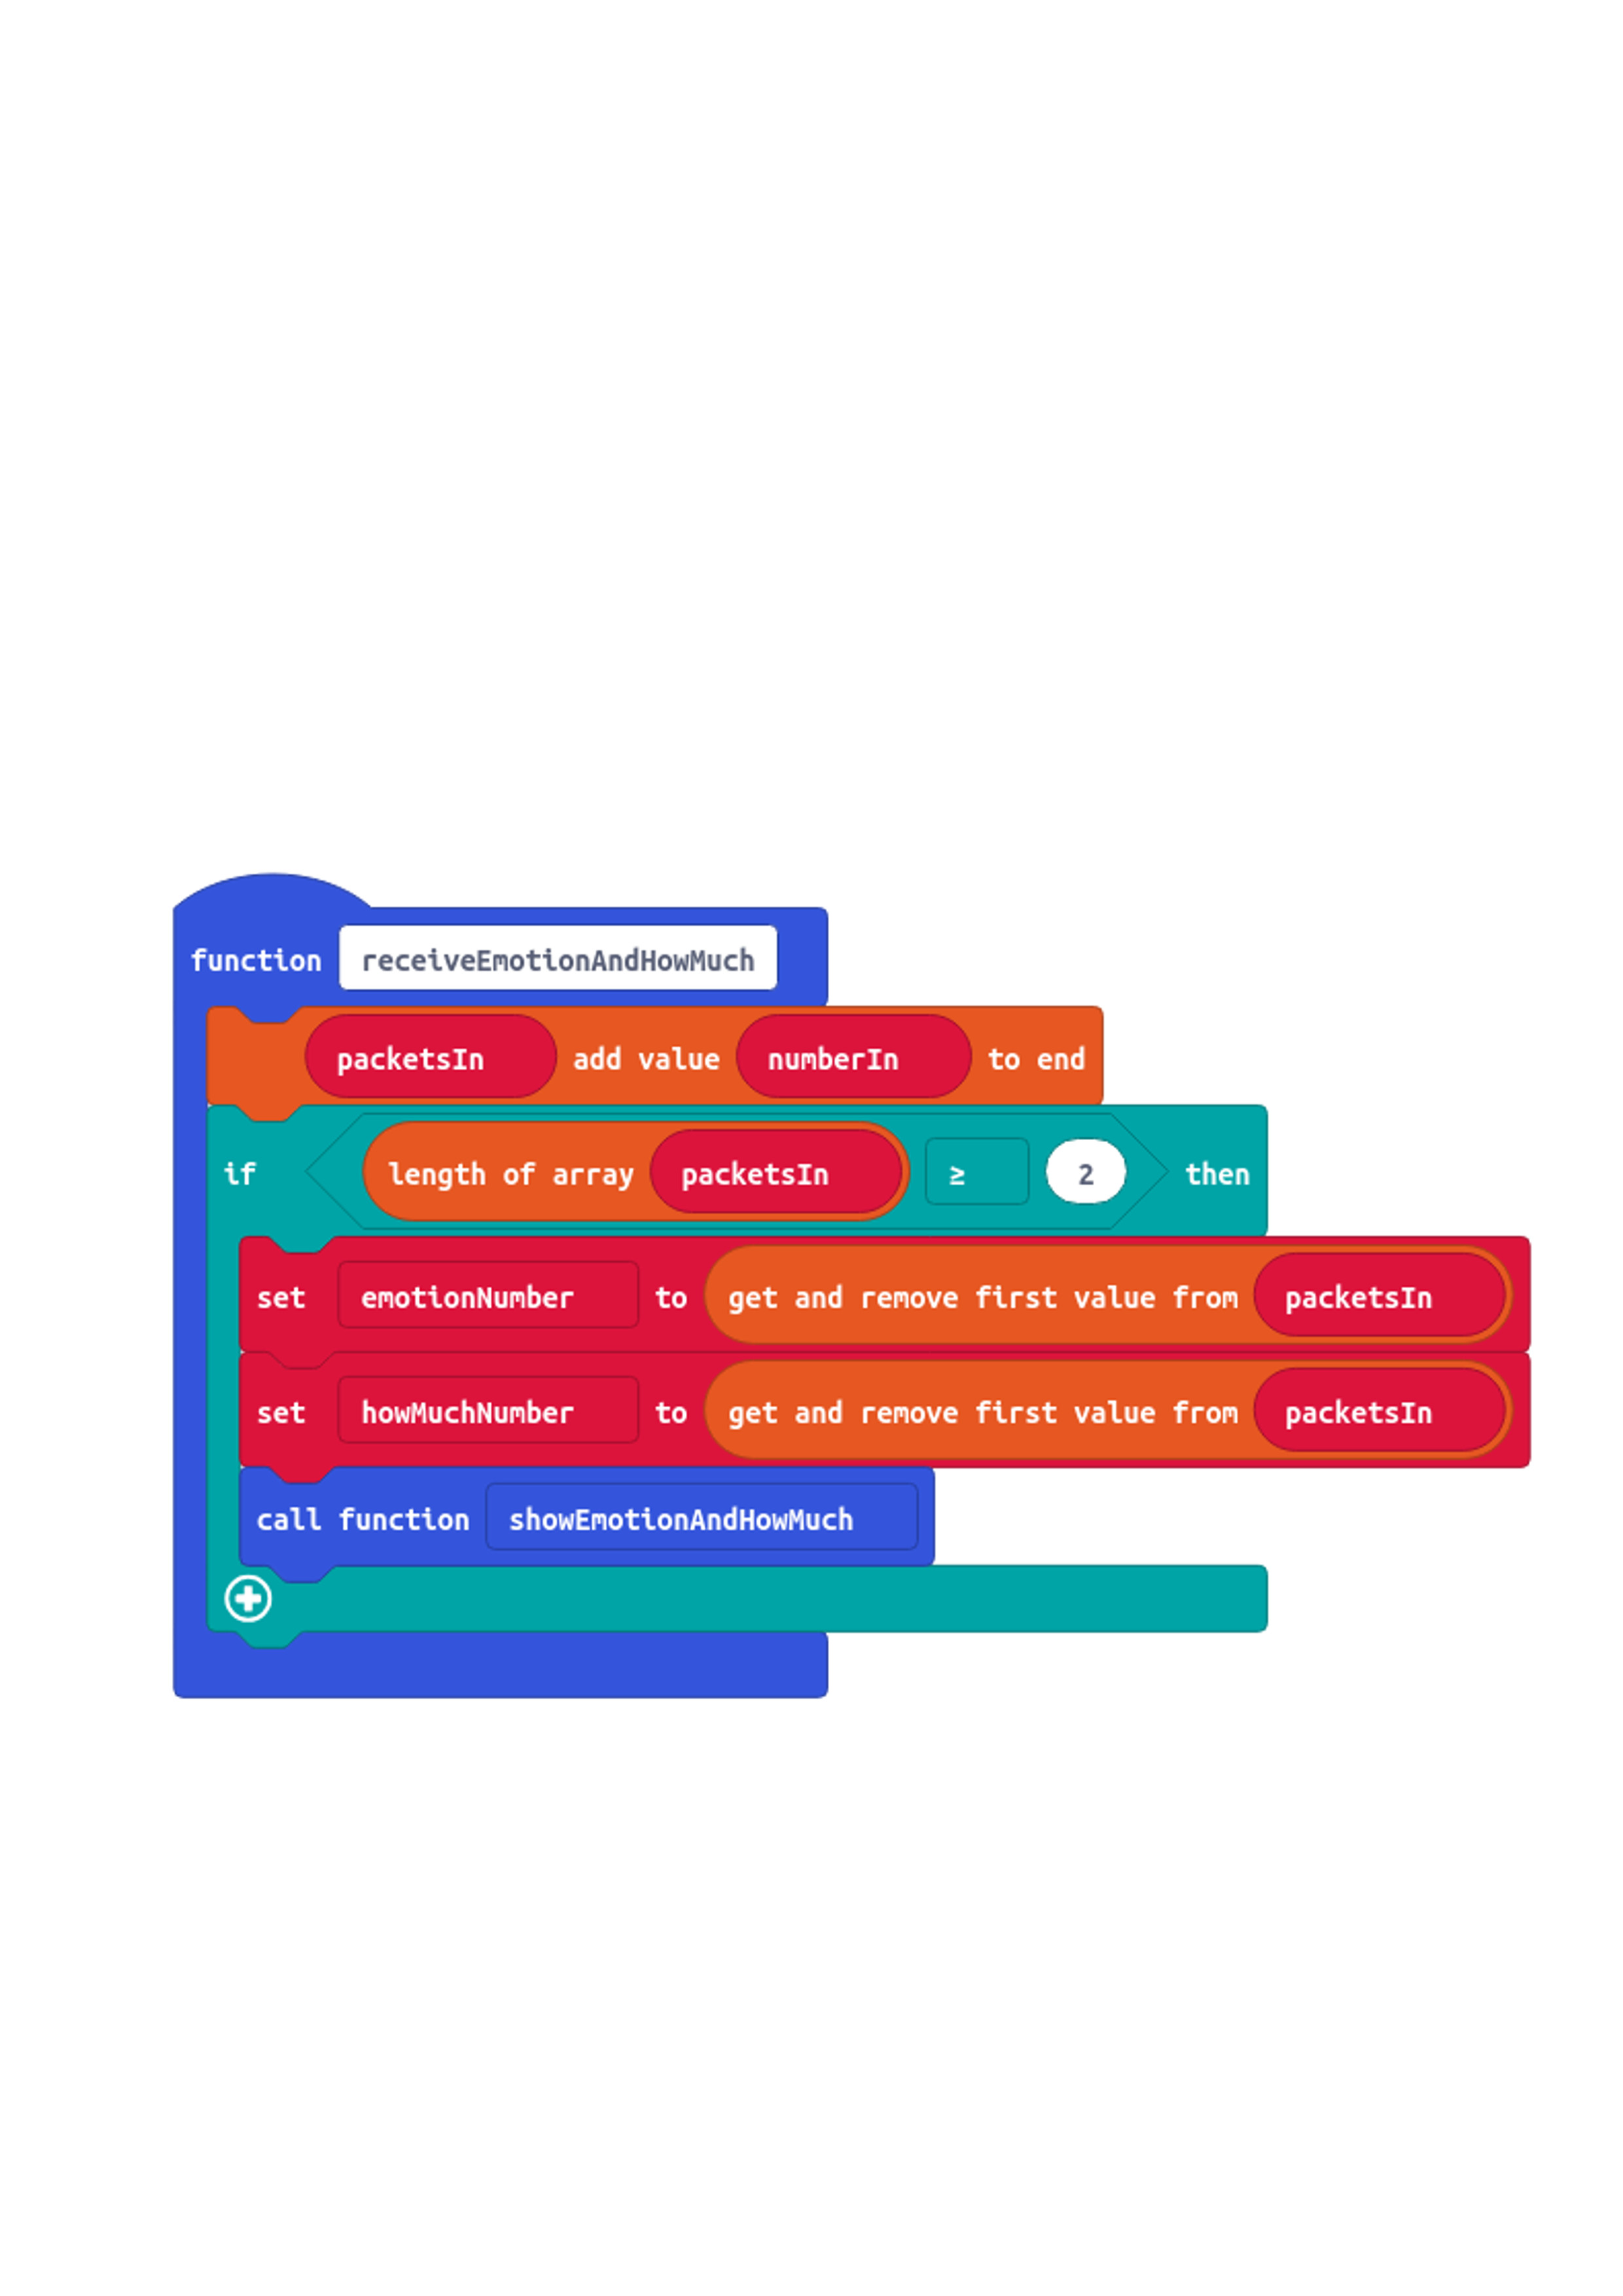 function receiveEmotionAndHowMuch
packetsIn add value numberIn to end
if length of array packetsIn ≥ 2 then
set emotionNumber to get and remove first value from packetsIn
set howMuchNumber to get and remove first value from packetsIn
call function showEmotionAndHowMuch